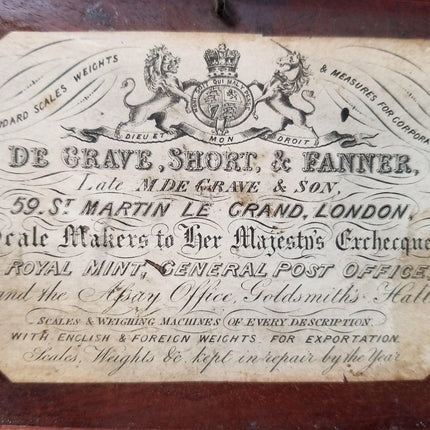 STANDARD SCALES WEIGHTS & MEASURES FOR CORPORA
HONI SOIT QUI MAL Y PENSE
DIEU ET MON DROIT
DE GRAVE, SHORT, & FANNER,
Late M. DE GRAVE & SON,
59. ST MARTIN LE GRAND, LONDON.
Scale Makers to Her Majesty's Exchequer
ROYAL MINT, GENERAL POST OFFICE,
and the Assay Office, Goldsmiths' Hall
SCALES & WEIGHING MACHINES OF EVERY DESCRIPTION.
WITH ENGLISH & FOREIGN WEIGHTS FOR EXPORTATION.
Scales, Weights &c kept in repair by the Year